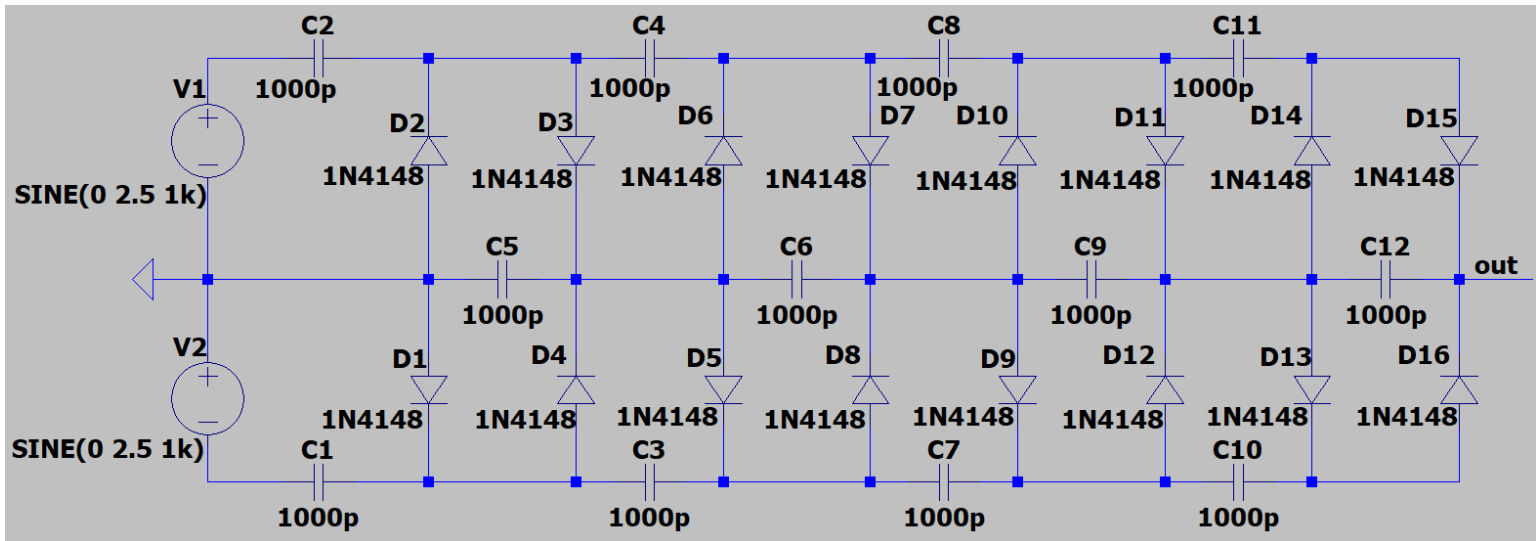 C2
C4
C8
C11
1000p
1000p
1000p
1000p
V1
D2
D3
D6
D7
D10
D11
D14
D15
1N4148
1N4148
1N4148
1N4148
1N4148
1N4148
1N4148
1N4148
SINE(0 2.5 1k)
C5
C6
C9
C12
out
1000p
1000p
1000p
1000p
V2
D1
D4
D5
D8
D9
D12
D13
D16
1N4148
1N4148
1N4148
1N4148
1N4148
1N4148
1N4148
1N4148
SINE(0 2.5 1k)
C1
C3
C7
C10
1000p
1000p
1000p
1000p